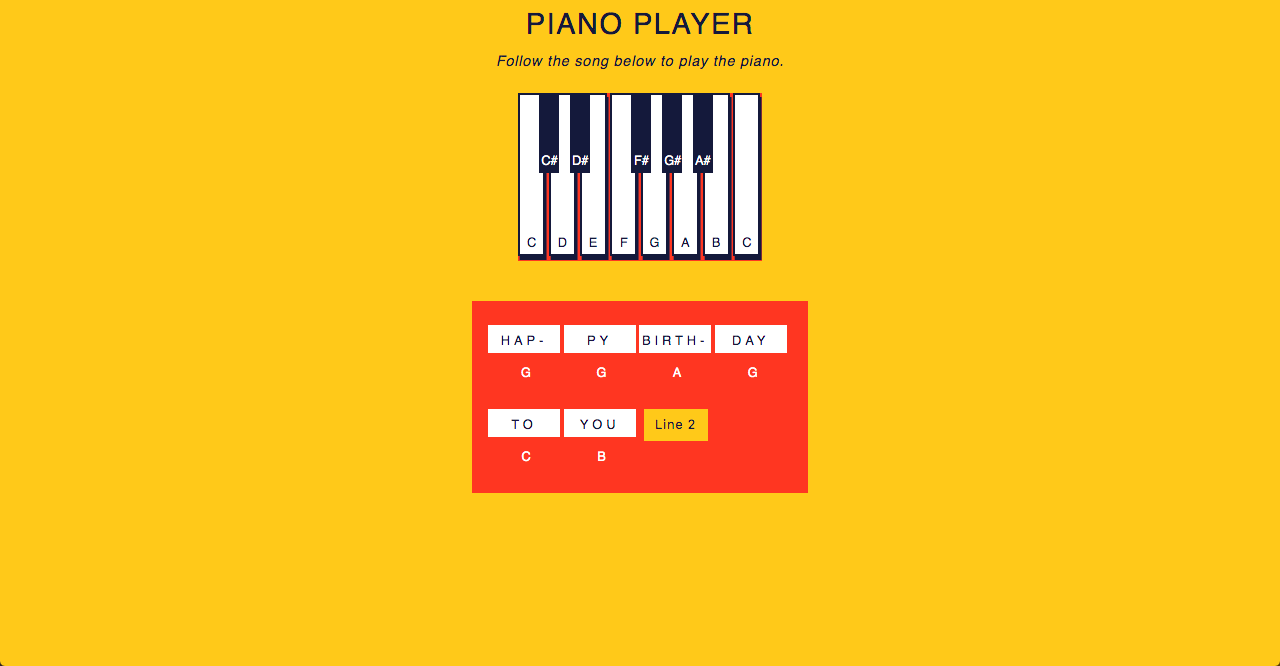 PIANO PLAYER
Follow the song below to play the piano.
C# D# F# G# A#
C D E F G A B C
HAP- PY BIRTH- DAY
G G A G
TO YOU Line 2
C B